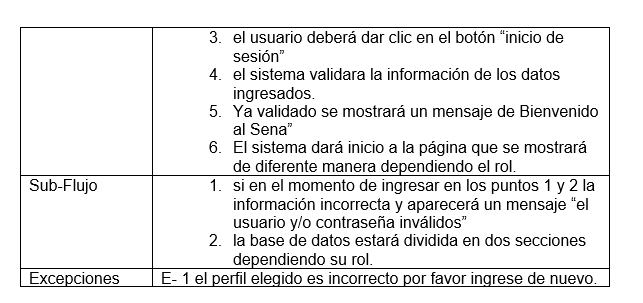 3. el usuario deberá dar clic en el botón “inicio de
sesión”
4. el sistema validara la información de los datos
ingresados.
5. Ya validado se mostrará un mensaje de Bienvenido
al Sena”
6. El sistema dará inicio a la página que se mostrará
de diferente manera dependiendo el rol.
Sub-Flujo
1. si en el momento de ingresar en los puntos 1 y 2 la
información incorrecta y aparecerá un mensaje “el
usuario y/o contraseña inválidos”
2. la base de datos estará dividida en dos secciones
dependiendo su rol.
Excepciones
E- 1 el perfil elegido es incorrecto por favor ingrese de nuevo.